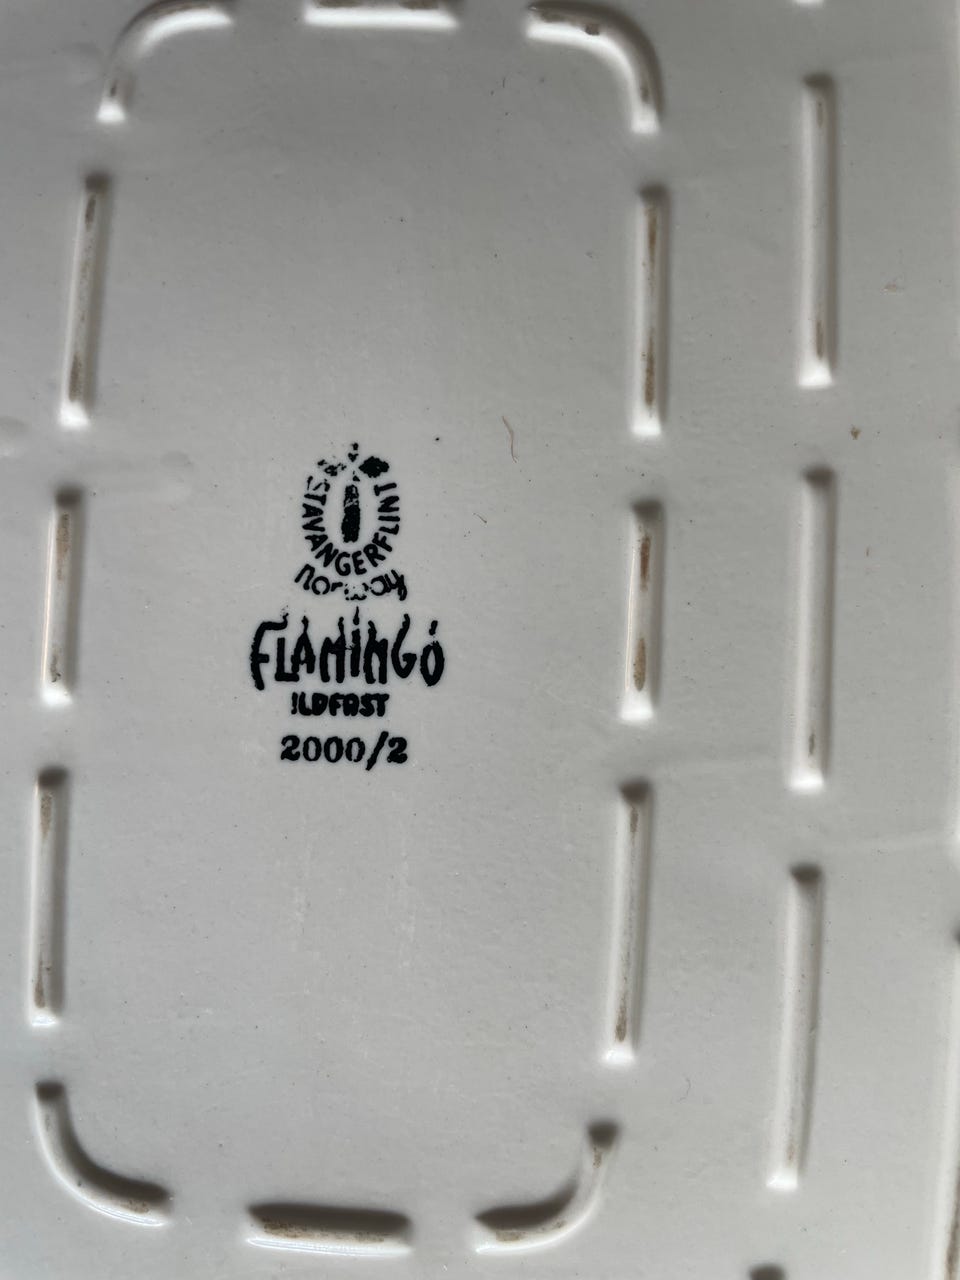 STAVANGERFLINT
norway
FLAMINGO
ILDFAST
2000/2